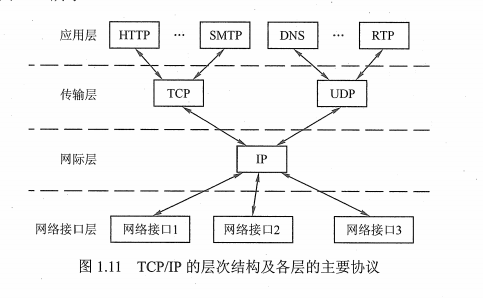 应用层 HTTP … SMTP DNS … RTP
传输层 TCP UDP
网际层 IP
网络接口层 网络接口1 网络接口2 网络接口3
图 1.11 TCP/IP 的层次结构及各层的主要协议